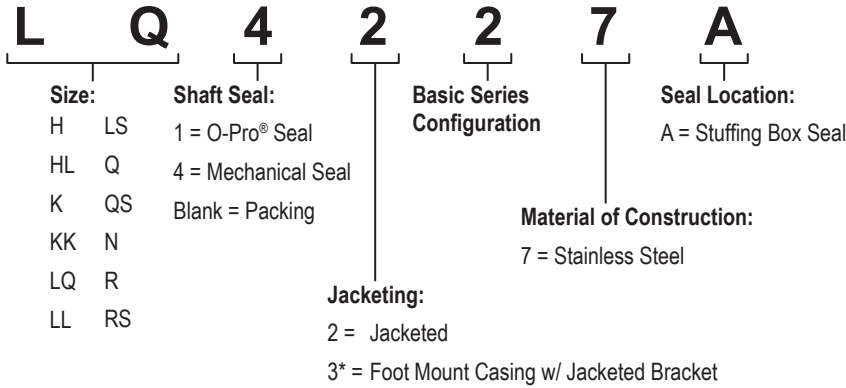 L Q 4 2 2 7 A
Size:
H LS
HL Q
K QS
KK N
LQ R
LL RS
Shaft Seal:
1 = O-Pro® Seal
4 = Mechanical Seal
Blank = Packing
Jacketing:
2 = Jacketed
3* = Foot Mount Casing w/ Jacketed Bracket
Basic Series
Configuration
Material of Construction:
7 = Stainless Steel
Seal Location:
A = Stuffing Box Seal